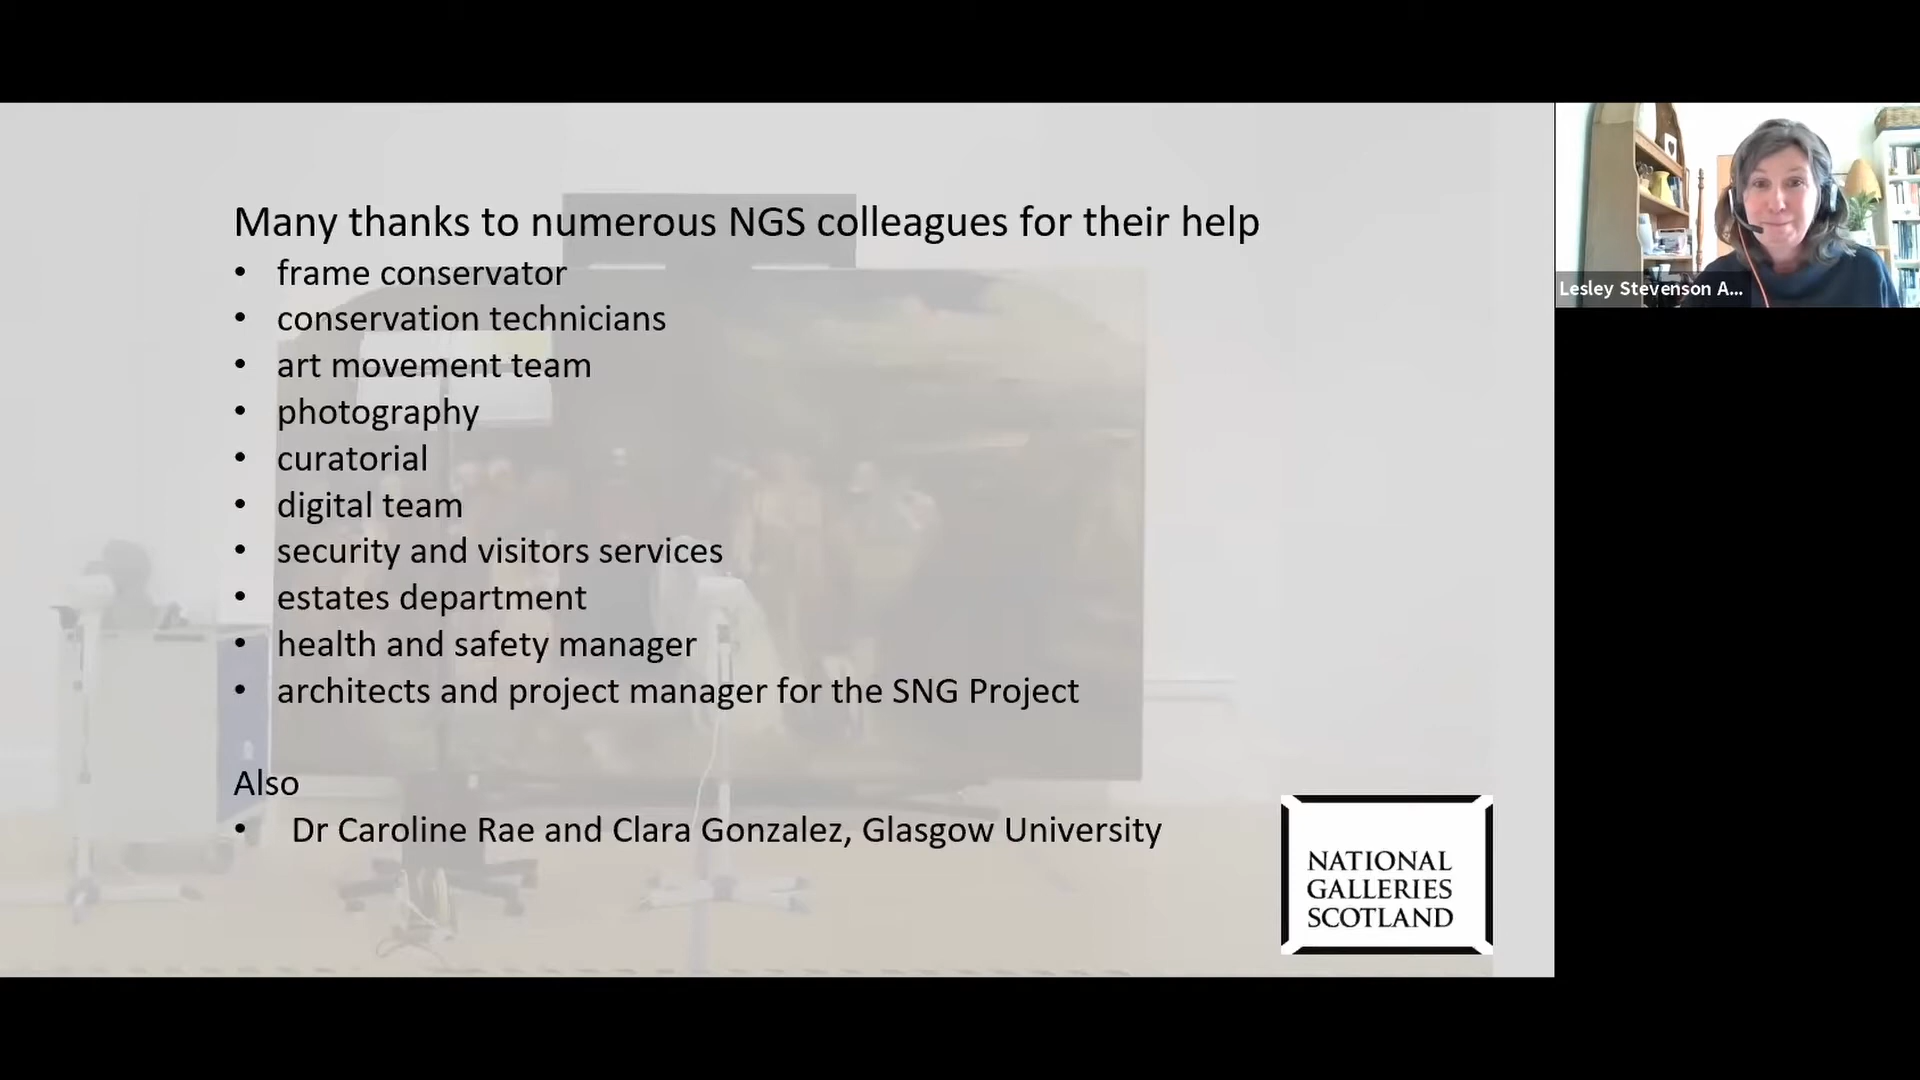 Many thanks to numerous NGS colleagues for their help
• frame conservator
• conservation technicians
• art movement team
• photography
• curatorial
• digital team
• security and visitors services
• estates department
• health and safety manager
• architects and project manager for the SNG Project
Also
• Dr Caroline Rae and Clara Gonzalez, Glasgow University
NATIONAL
GALLERIES
SCOTLAND
Lesley Stevenson A...